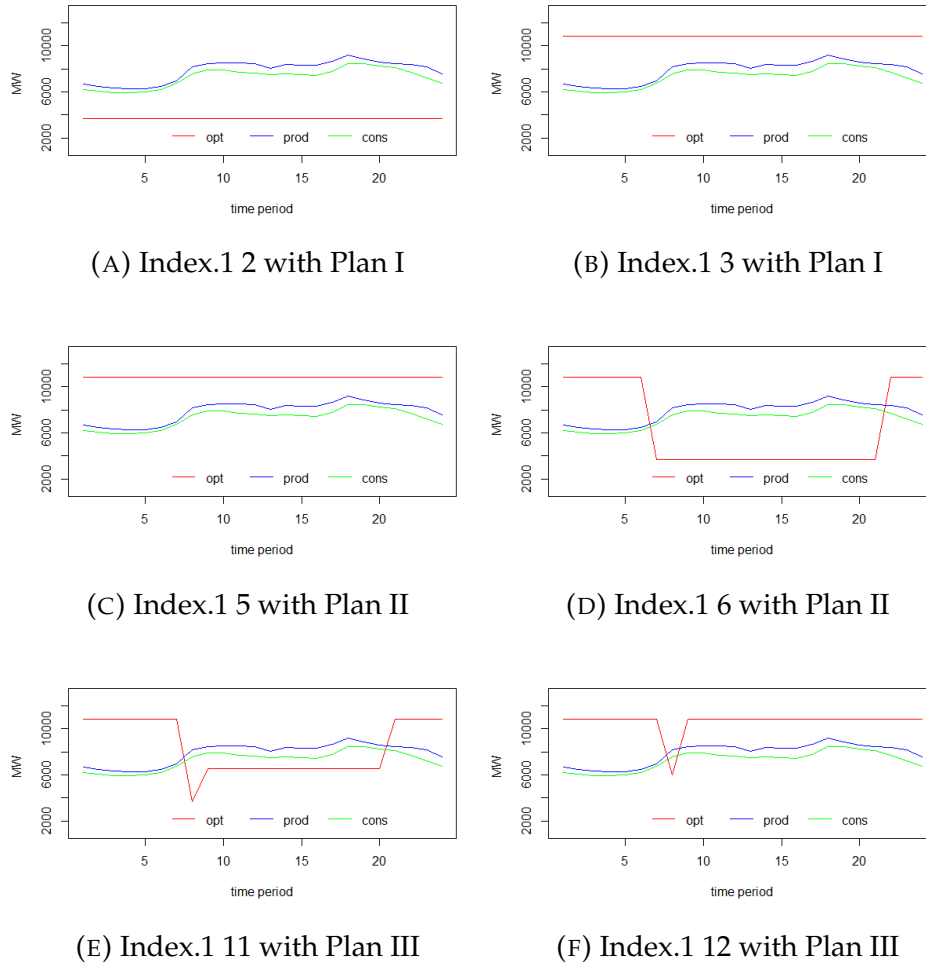 MW
2000 6000 10000
opt prod cons
5 10 15 20
time period
(A) Index.1 2 with Plan I
MW
2000 6000 10000
opt prod cons
5 10 15 20
time period
(B) Index.1 3 with Plan I
MW
2000 6000 10000
opt prod cons
5 10 15 20
time period
(C) Index.1 5 with Plan II
MW
2000 6000 10000
opt prod cons
5 10 15 20
time period
(D) Index.1 6 with Plan II
MW
2000 6000 10000
opt prod cons
5 10 15 20
time period
(E) Index.1 11 with Plan III
MW
2000 6000 10000
opt prod cons
5 10 15 20
time period
(F) Index.1 12 with Plan III